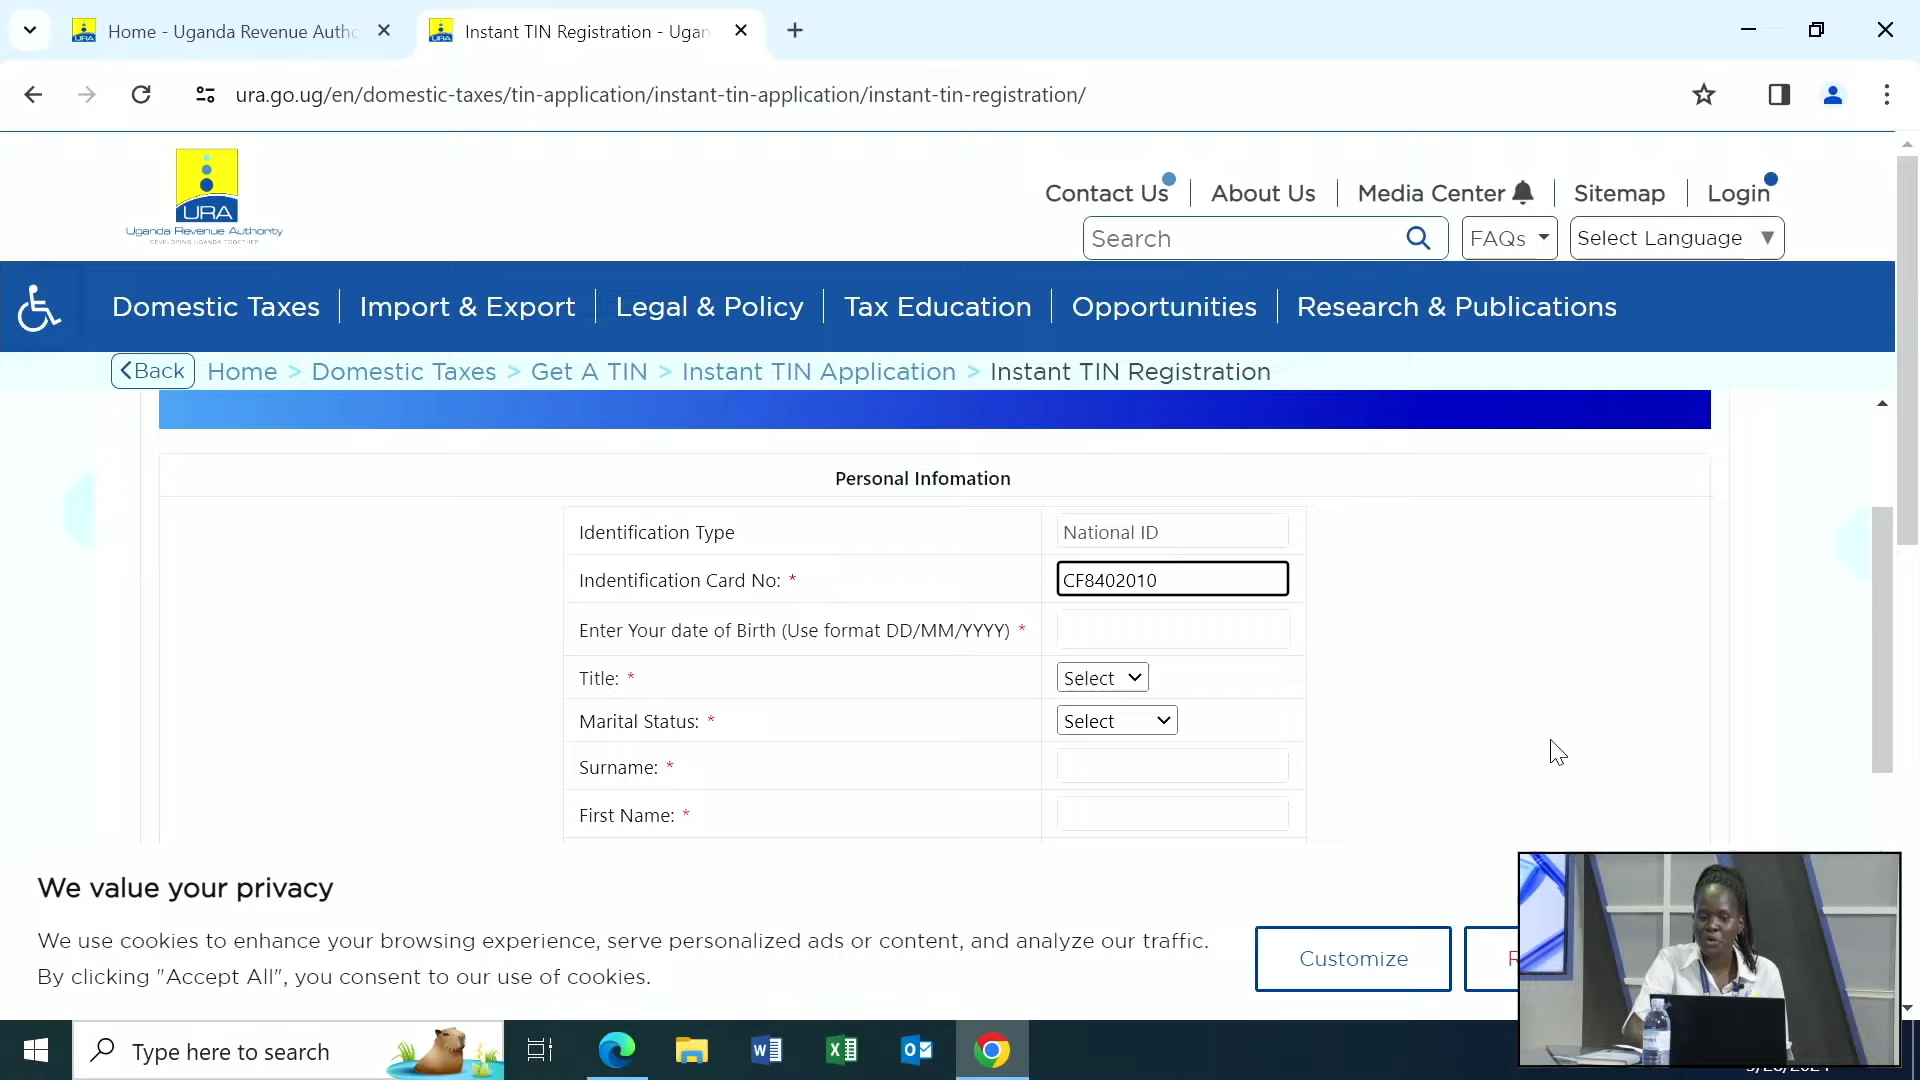 Home - Uganda Revenue Autho
Instant TIN Registration - Ugan
ura.go.ug/en/domestic-taxes/tin-application/instant-tin-application/instant-tin-registration/
URA
Uganda Revenue Authority
DEVELOPING UGANDA TOGETHER
Contact Us
About Us
Media Center
Sitemap
Login
Search
FAQs
Select Language
Domestic Taxes
Import & Export
Legal & Policy
Tax Education
Opportunities
Research & Publications
Back
Home > Domestic Taxes > Get A TIN > Instant TIN Application > Instant TIN Registration
Personal Infomation
Identification Type
National ID
Indentification Card No: *
CF8402010
Enter Your date of Birth (Use format DD/MM/YYYY) *
Title: *
Select
Marital Status: *
Select
Surname: *
First Name: *
We value your privacy
We use cookies to enhance your browsing experience, serve personalized ads or content, and analyze our traffic.
By clicking "Accept All", you consent to our use of cookies.
Customize
Type here to search